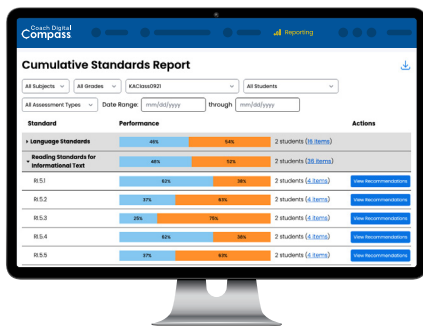 Coach Digital
Compass
Reporting
Cumulative Standards Report
All Subjects All Grades KAClass0921 All Students
All Assessment Types Date Range: mm/dd/yyyy through mm/dd/yyyy
Standard Performance Actions
Language Standards 46% 54% 2 students (16 items)
Reading Standards for
Informational Text 48% 52% 2 students (36 items)
RI.5.1 62% 38% 2 students (4 items) View Recommendations
RI.5.2 37% 63% 2 students (4 items) View Recommendations
RI.5.3 25% 75% 2 students (4 items) View Recommendations
RI.5.4 62% 38% 2 students (4 items) View Recommendations
RI.5.5 37% 63% 2 students (4 items) View Recommendations